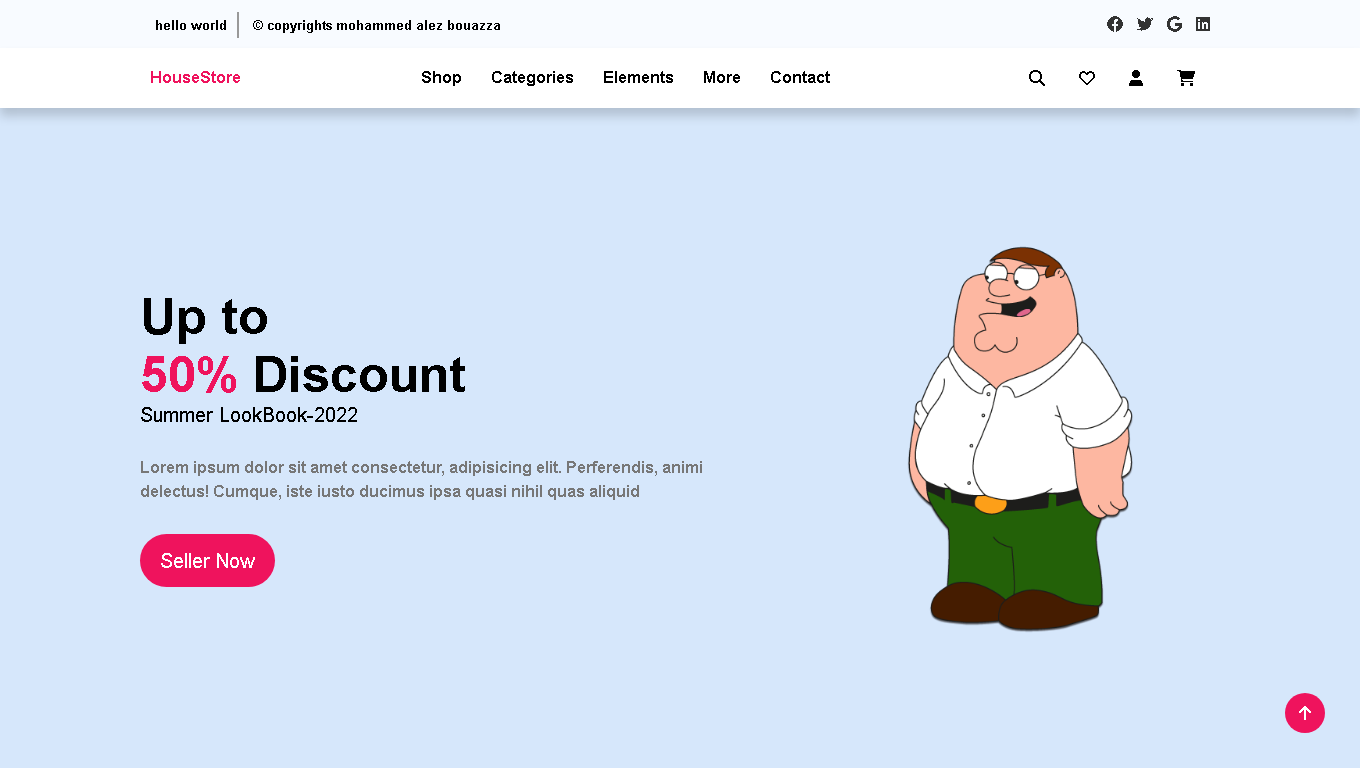 hello world
© copyrights mohammed alez bouazza
HouseStore
Shop Categories Elements More Contact
Up to
50% Discount
Summer LookBook-2022
Lorem ipsum dolor sit amet consectetur, adipisicing elit. Perferendis, animi
delectus! Cumque, iste iusto ducimus ipsa quasi nihil quas aliquid
Seller Now